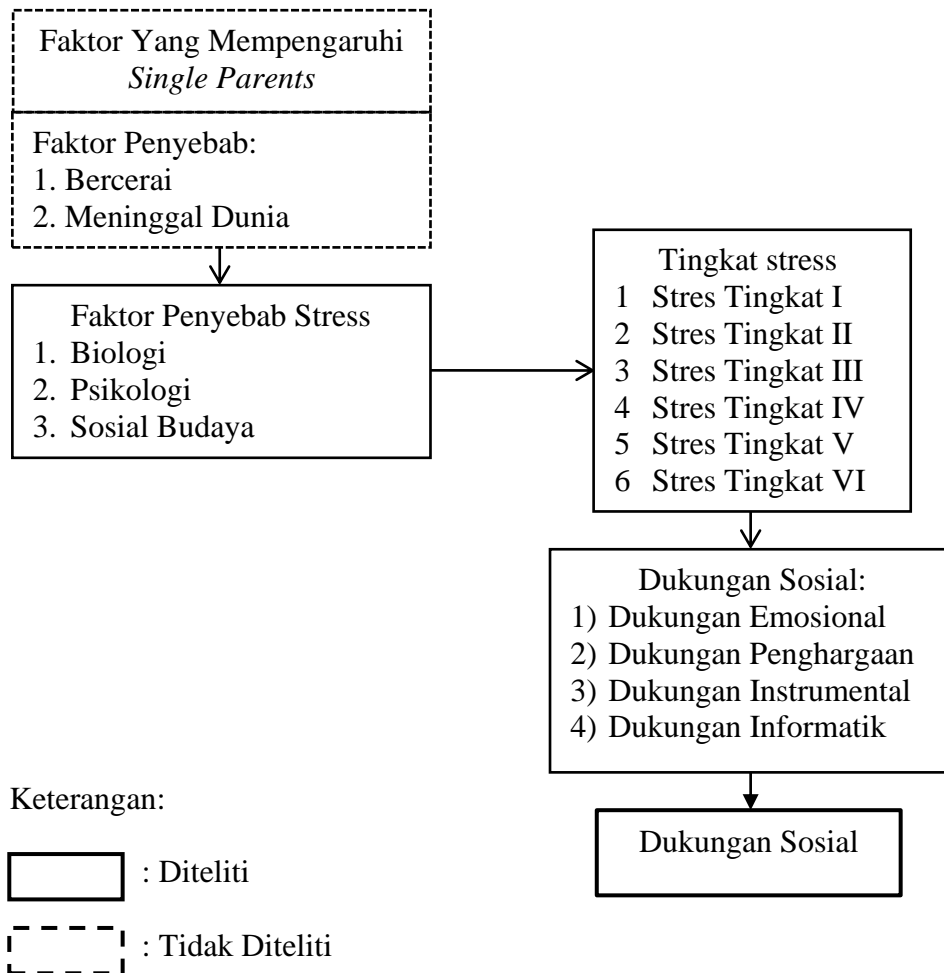 Faktor Yang Mempengaruhi
Single Parents
Faktor Penyebab:
1. Bercerai
2. Meninggal Dunia
Faktor Penyebab Stress
1. Biologi
2. Psikologi
3. Sosial Budaya
Tingkat stress
1 Stres Tingkat I
2 Stres Tingkat II
3 Stres Tingkat III
4 Stres Tingkat IV
5 Stres Tingkat V
6 Stres Tingkat VI
Dukungan Sosial:
1) Dukungan Emosional
2) Dukungan Penghargaan
3) Dukungan Instrumental
4) Dukungan Informatik
Dukungan Sosial
Keterangan:
: Diteliti
: Tidak Diteliti